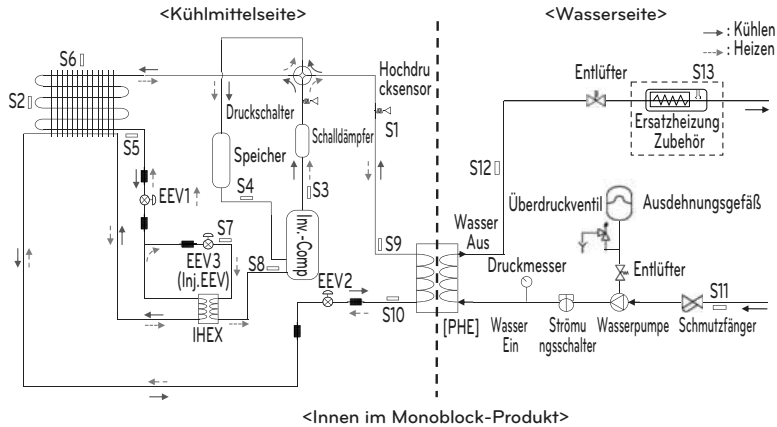 <Kühlmittelseite>
<Wasserseite>
: Kühlen
: Heizen
S6
S2
S5
EEV1
Hochdru
cksensor
S1
Druckschalter
Schalldämpfer
Speicher
S4
S3
Inv.-Comp
S7
EEV3
(Inj.EEV)
S8
IHEX
EEV2
S9
S10
[PHE]
Entlüfter
S13
Ersatzheizung
Zubehör
S12
Wasser
Aus
Überdruckventil
Ausdehnungsgefäß
Druckmesser
Entlüfter
S11
Wasser
Ein
Strömu
ngsschalter
Wasserpumpe
Schmutzfänger
<Innen im Monoblock-Produkt>